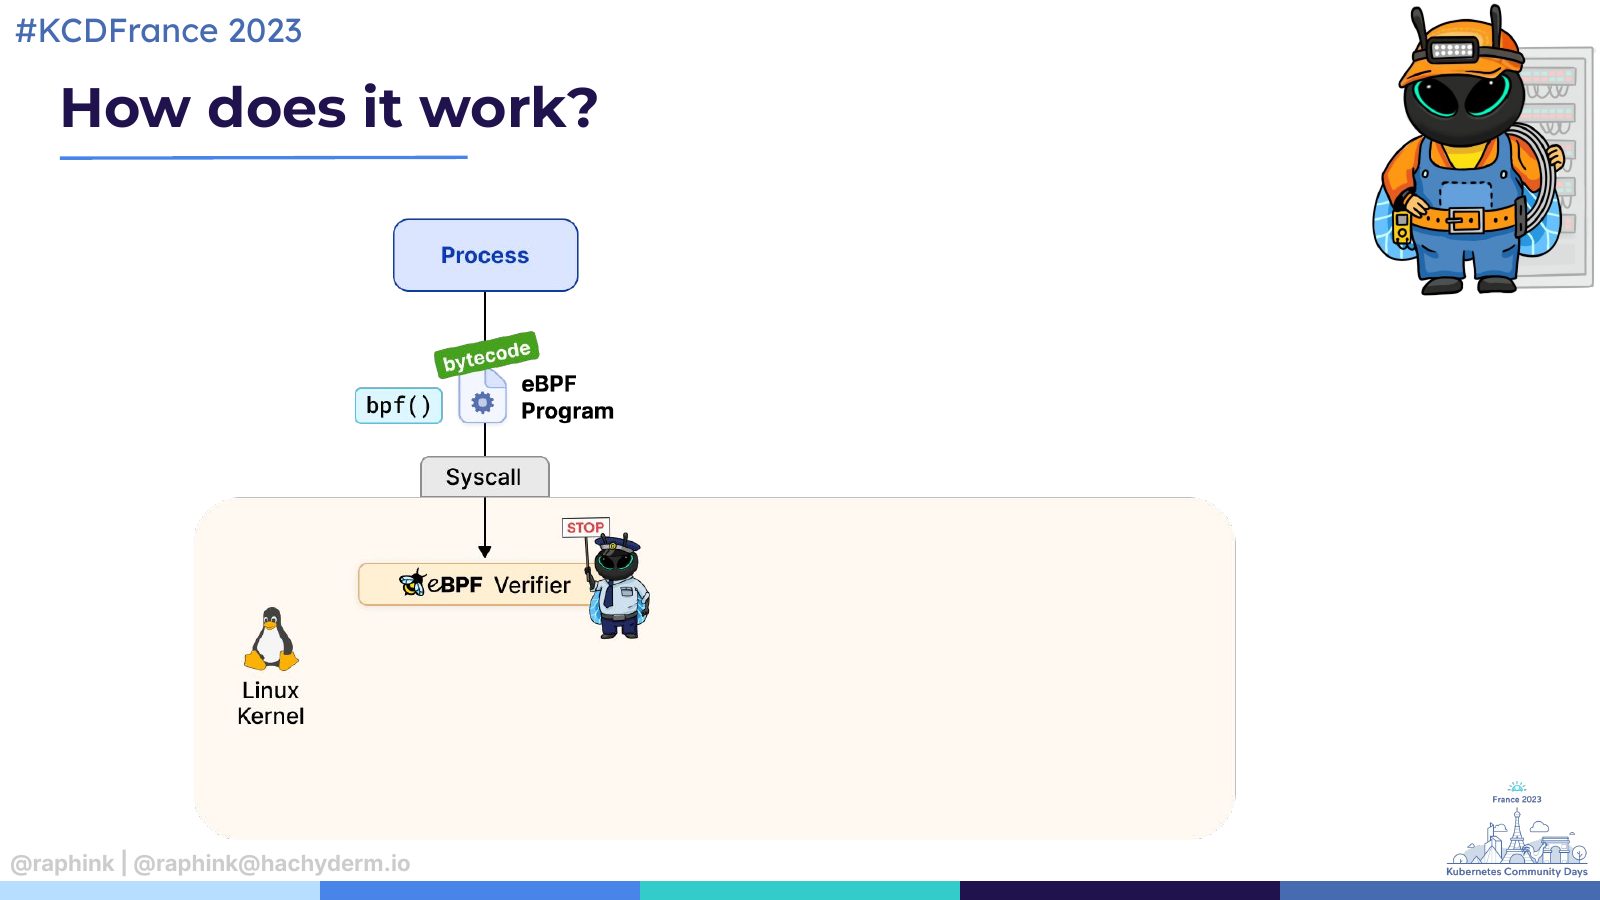 #KCDFrance 2023
How does it work?
Process
bytecode
eBPF
Program
bpf()
Syscall
STOP
eBPF Verifier
Linux
Kernel
France 2023
Kubernetes Community Days
@raphink | @raphink@hachyderm.io